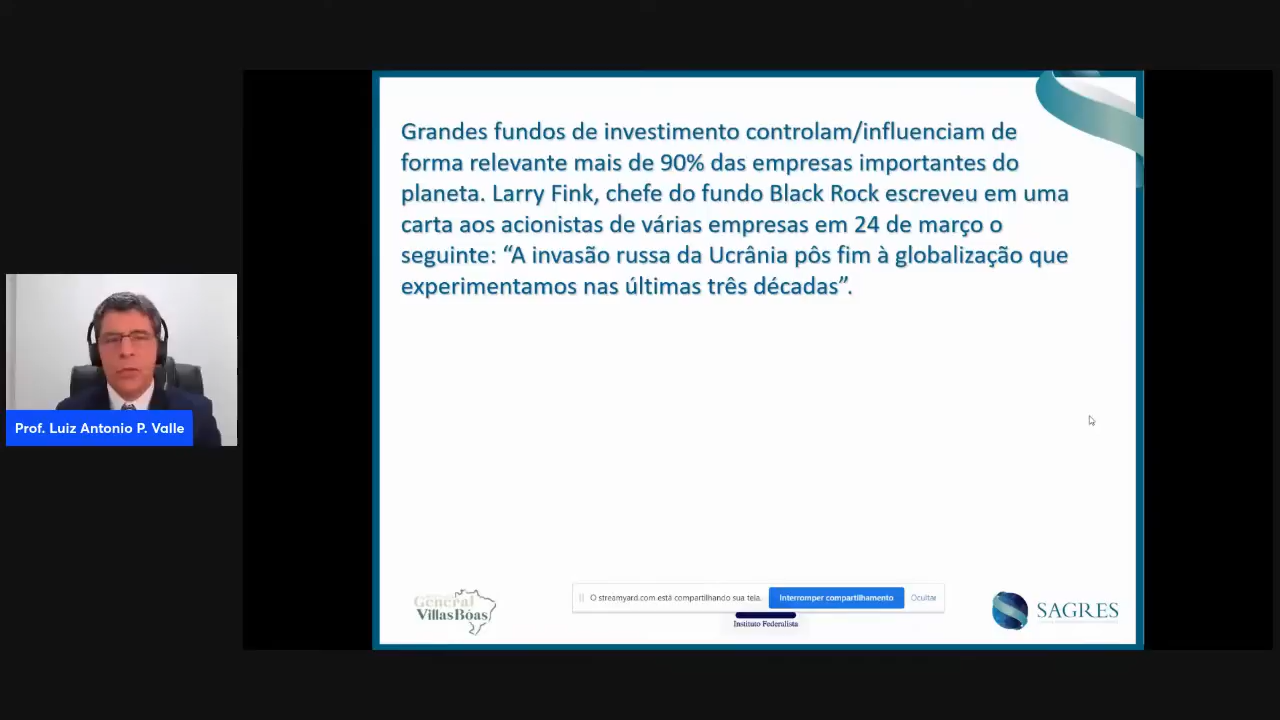 Grandes fundos de investimento controlam/influenciam de
forma relevante mais de 90% das empresas importantes do
planeta. Larry Fink, chefe do fundo Black Rock escreveu em uma
carta aos acionistas de várias empresas em 24 de março o
seguinte: “A invasão russa da Ucrânia pôs fim à globalização que
experimentamos nas últimas três décadas”.
Prof. Luiz Antonio P. Valle
General
VillasBôas
O streamyard.com está compartilhando sua tela.
Interromper compartilhamento
Ocultar
Instituto Federalista
SAGRES